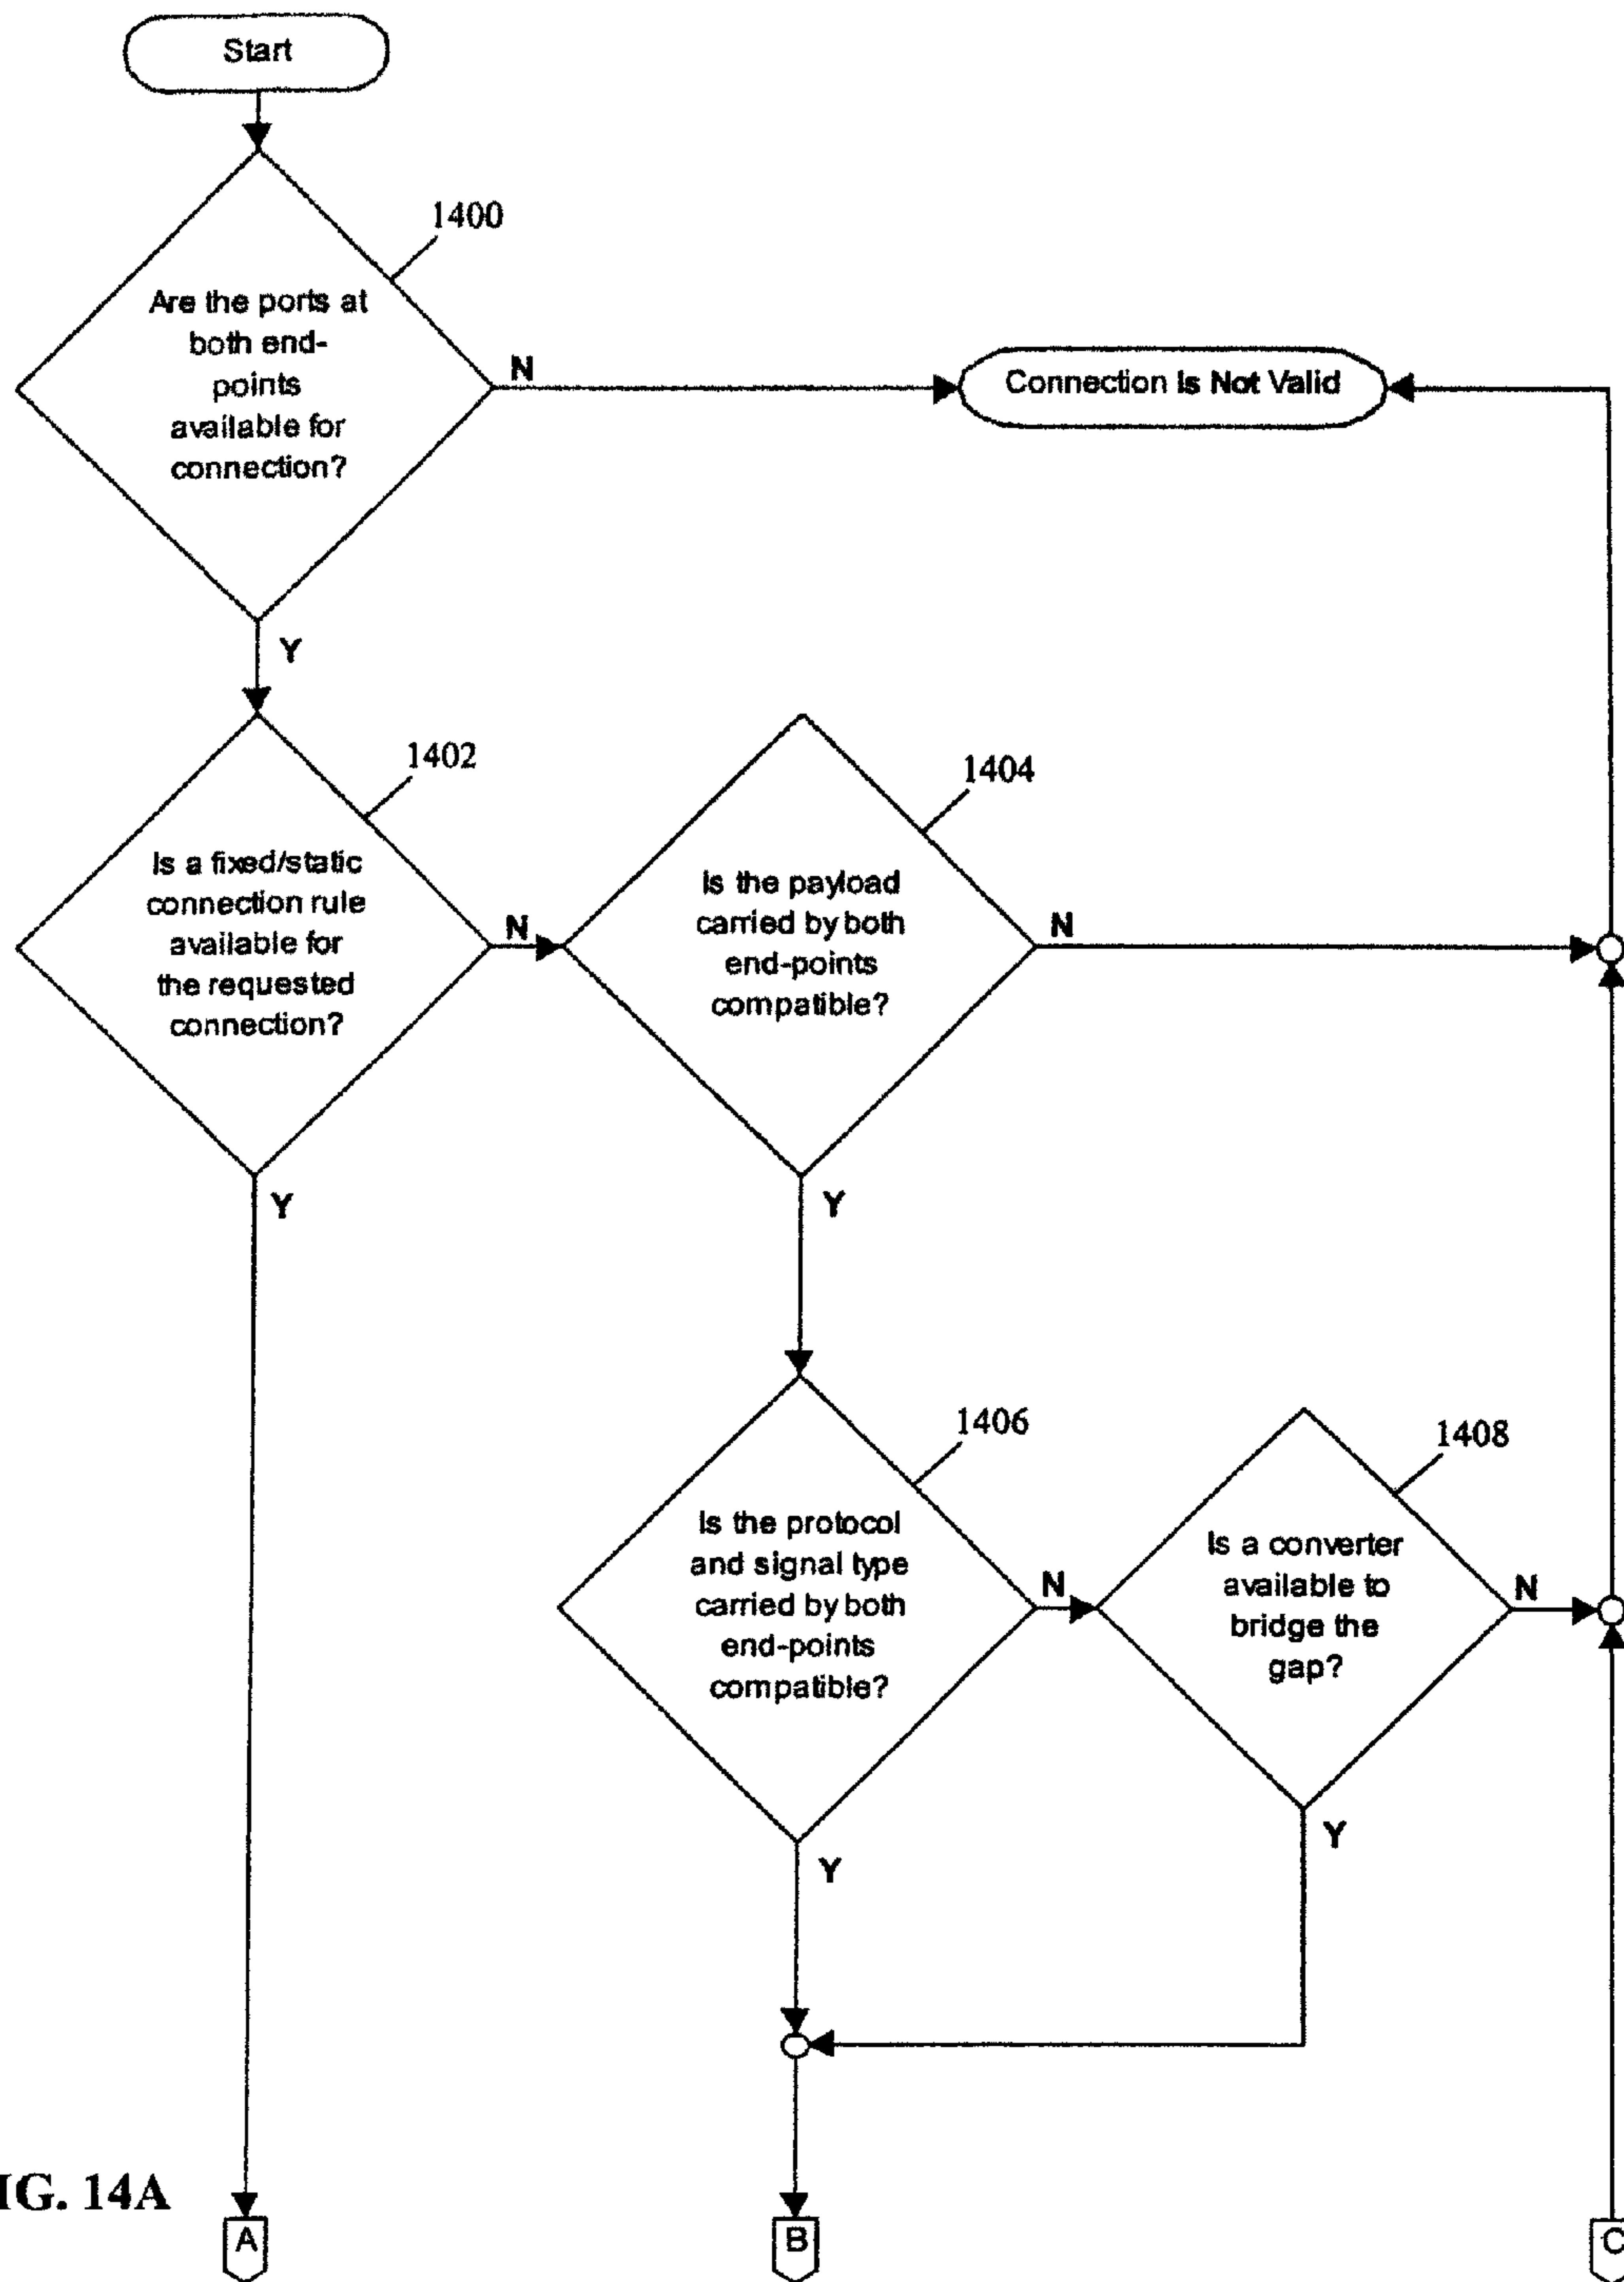 Start
1400
Are the ports at
both end-
points
available for
connection?
N
Connection Is Not Valid
Y
1402
Is a fixed/static
connection rule
available for
the requested
connection?
N
1404
Is the payload
carried by both
end-points
compatible?
N
Y
Y
1406
Is the protocol
and signal type
carried by both
end-points
compatible?
N
1408
Is a converter
available to
bridge the
gap?
N
Y
Y
IG. 14A
A
B
C